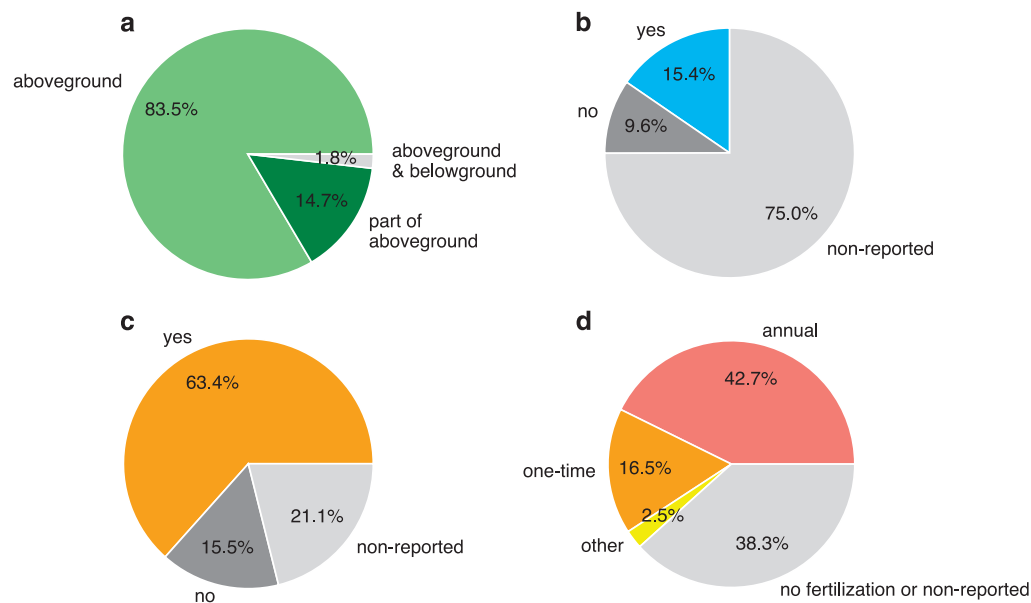 a
aboveground
83.5%
1.8%
aboveground
& belowground
14.7%
part of
aboveground
b
yes
15.4%
no
9.6%
75.0%
non-reported
c
yes
63.4%
21.1%
15.5%
non-reported
no
d
annual
42.7%
one-time
16.5%
2.5%
other
38.3%
no fertilization or non-reported